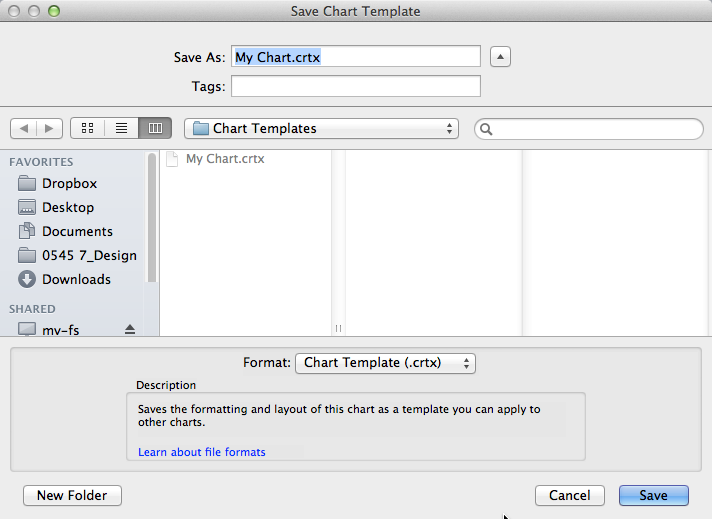 Save Chart Template
Save As: My Chart.crtx
Tags:
Chart Templates
FAVORITES
Dropbox
Desktop
Documents
0545 7_Design
Downloads
SHARED
mv-fs
My Chart.crtx
Format: Chart Template (.crtx)
Description
Saves the formatting and layout of this chart as a template you can apply to
other charts.
Learn about file formats
New Folder
Cancel
Save